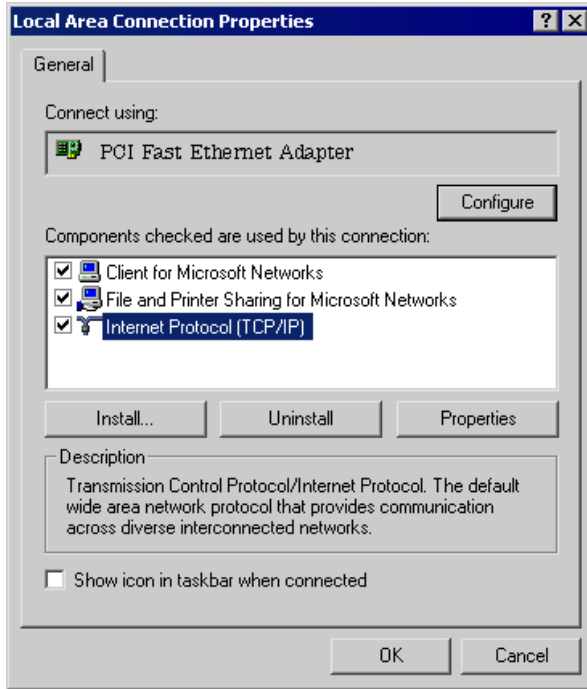 Local Area Connection Properties
General
Connect using:
PCI Fast Ethernet Adapter
Configure
Components checked are used by this connection:
Client for Microsoft Networks
File and Printer Sharing for Microsoft Networks
Internet Protocol (TCP/IP)
Install... Uninstall Properties
Description
Transmission Control Protocol/Internet Protocol. The default
wide area network protocol that provides communication
across diverse interconnected networks.
Show icon in taskbar when connected
OK Cancel